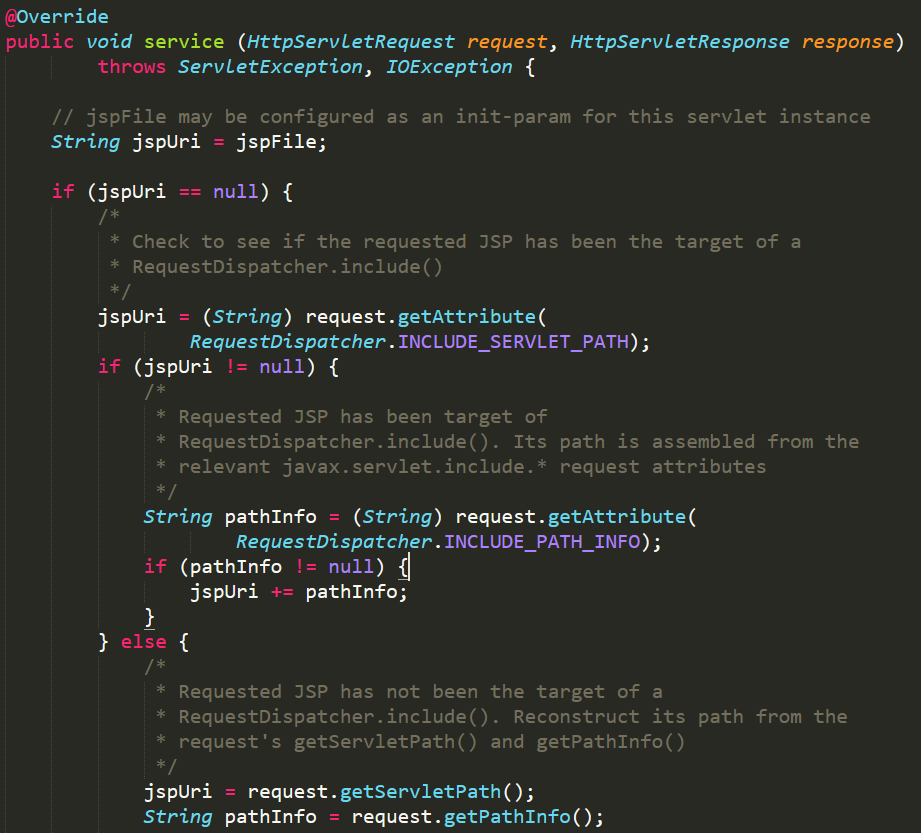 @Override
public void service (HttpServletRequest request, HttpServletResponse response)
        throws ServletException, IOException {

    // jspFile may be configured as an init-param for this servlet instance
    String jspUri = jspFile;

    if (jspUri == null) {
        /*
         * Check to see if the requested JSP has been the target of a
         * RequestDispatcher.include()
         */
        jspUri = (String) request.getAttribute(
                RequestDispatcher.INCLUDE_SERVLET_PATH);
        if (jspUri != null) {
            /*
             * Requested JSP has been target of
             * RequestDispatcher.include(). Its path is assembled from the
             * relevant javax.servlet.include.* request attributes
             */
            String pathInfo = (String) request.getAttribute(
                    RequestDispatcher.INCLUDE_PATH_INFO);
            if (pathInfo != null) {
                jspUri += pathInfo;
            }
        } else {
            /*
             * Requested JSP has not been the target of a
             * RequestDispatcher.include(). Reconstruct its path from the
             * request's getServletPath() and getPathInfo()
             */
            jspUri = request.getServletPath();
            String pathInfo = request.getPathInfo();